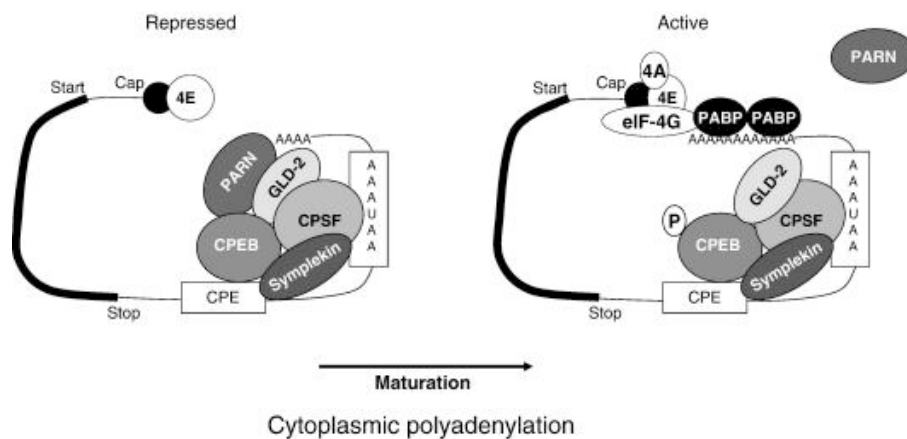 Repressed
Start
Cap
4E
AAAA
PARN
GLD-2
CPSF
CPEB
Symplekin
CPE
Stop
A
A
A
U
A
A
Active
PARN
Start
Cap
4A
4E
eIF-4G
PABP
PABP
AAAAAAAAAAAA
GLD-2
P
CPEB
CPSF
Symplekin
CPE
Stop
A
A
A
U
A
A
Maturation
Cytoplasmic polyadenylation